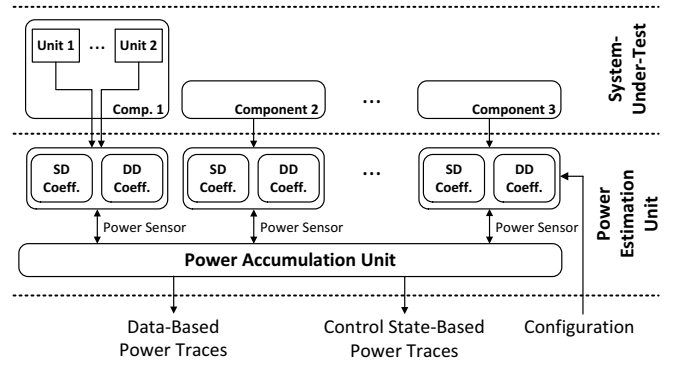 Unit 1 ... Unit 2
Comp. 1
Component 2
...
Component 3
System-
Under-Test
SD
Coeff.
DD
Coeff.
SD
Coeff.
DD
Coeff.
...
SD
Coeff.
DD
Coeff.
Power Sensor
Power Sensor
Power Sensor
Power
Estimation
Unit
Power Accumulation Unit
Data-Based
Power Traces
Control State-Based
Power Traces
Configuration